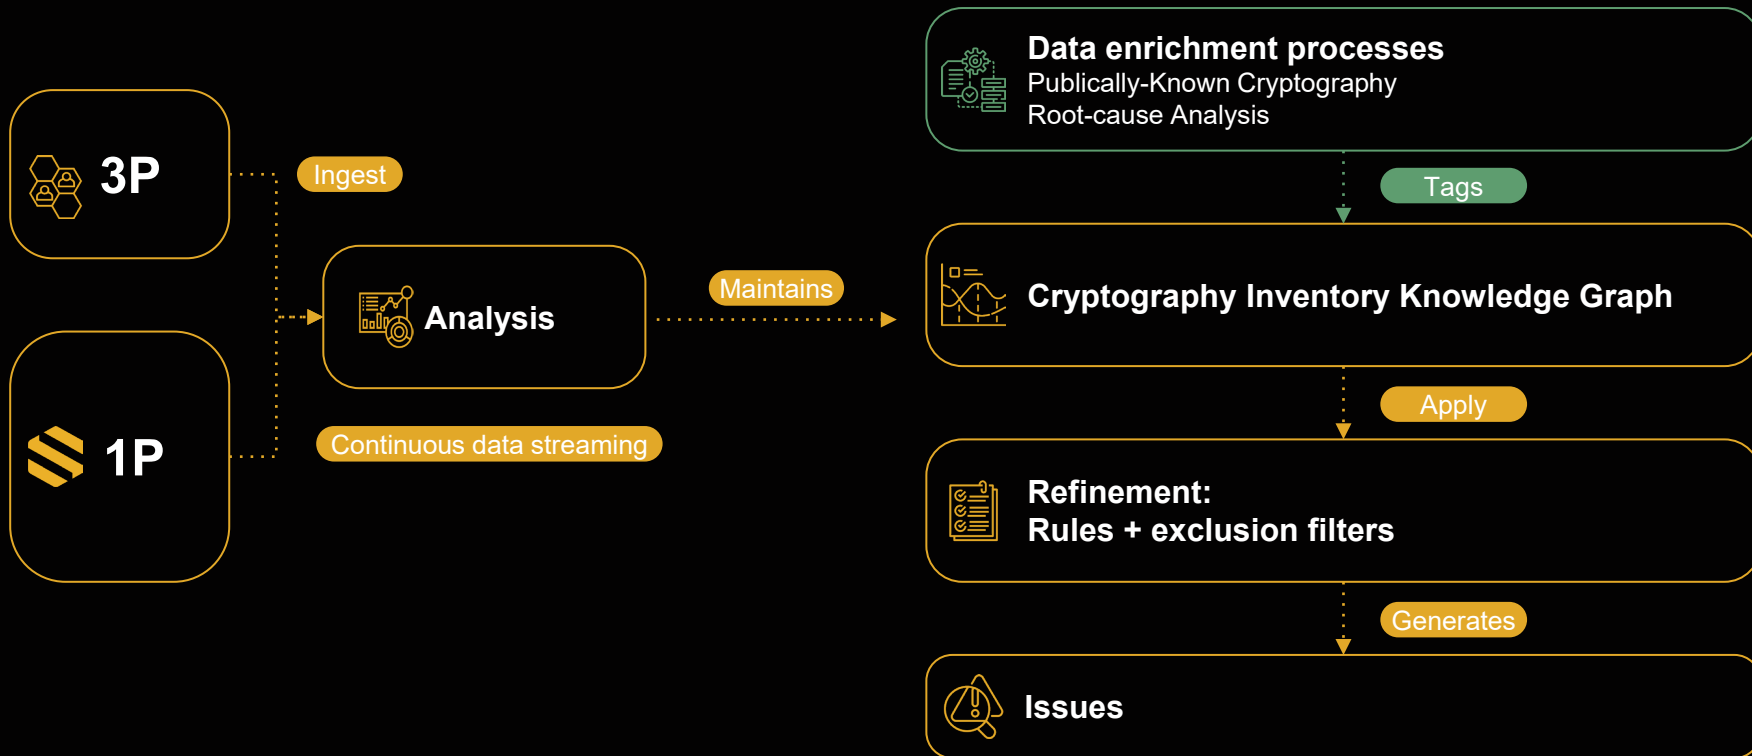 3P
Ingest
1P
Analysis
Continuous data streaming
Maintains
Data enrichment processes
Publically-Known Cryptography
Root-cause Analysis
Tags
Cryptography Inventory Knowledge Graph
Apply
Refinement:
Rules + exclusion filters
Generates
Issues